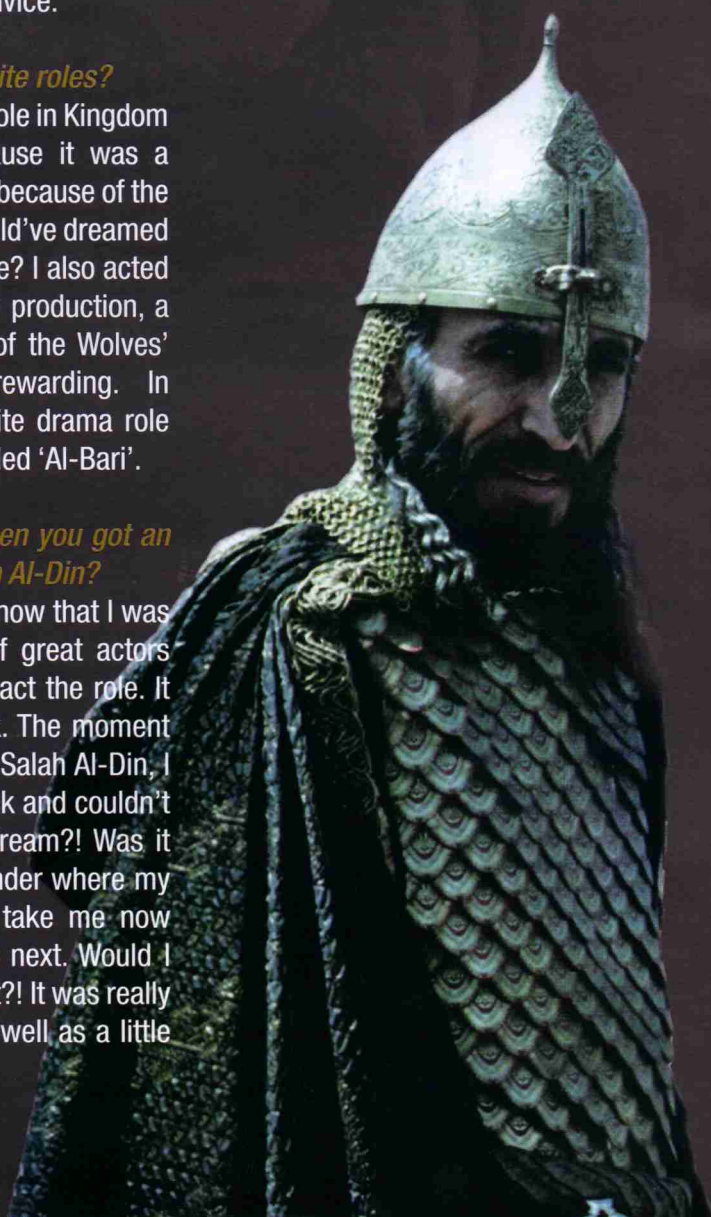 vice.
ite roles?
ole in Kingdom
use it was a
because of the
ld've dreamed
e? I also acted
production, a
of the Wolves'
rewarding. In
ite drama role
led 'Al-Bari'.
en you got an
Al-Din?
now that I was
f great actors
act the role. It
. The moment
Salah Al-Din, I
k and couldn't
ream?! Was it
nder where my
take me now
next. Would I
t?! It was really
well as a little